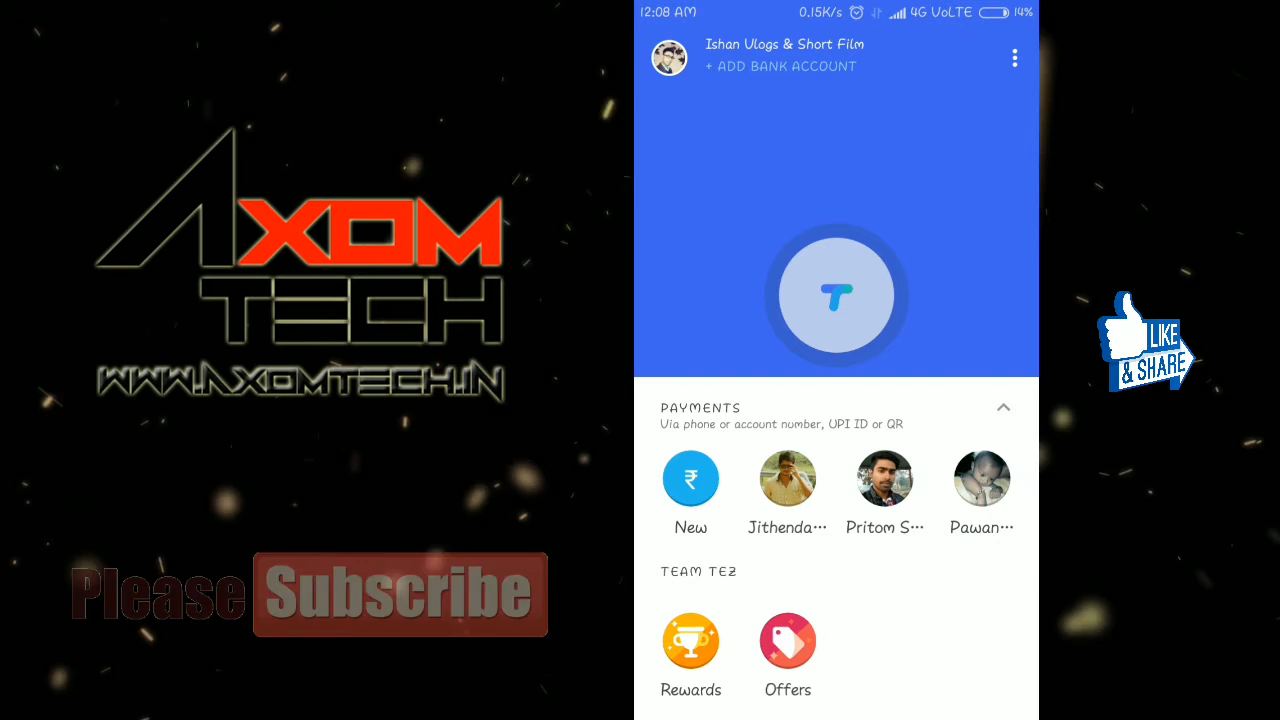 AXOM
TECH
WWW.AXOMTECH.IN
Please Subscribe
12:08 AM 0.15K/s 4G VoLTE 14%
Ishan Vlogs & Short Film
+ ADD BANK ACCOUNT
PAYMENTS
Via phone or account number, UPI ID or QR
₹
New Jithenda··· Pritom S··· Pawan···
TEAM TEZ
Rewards Offers
LIKE
& SHARE